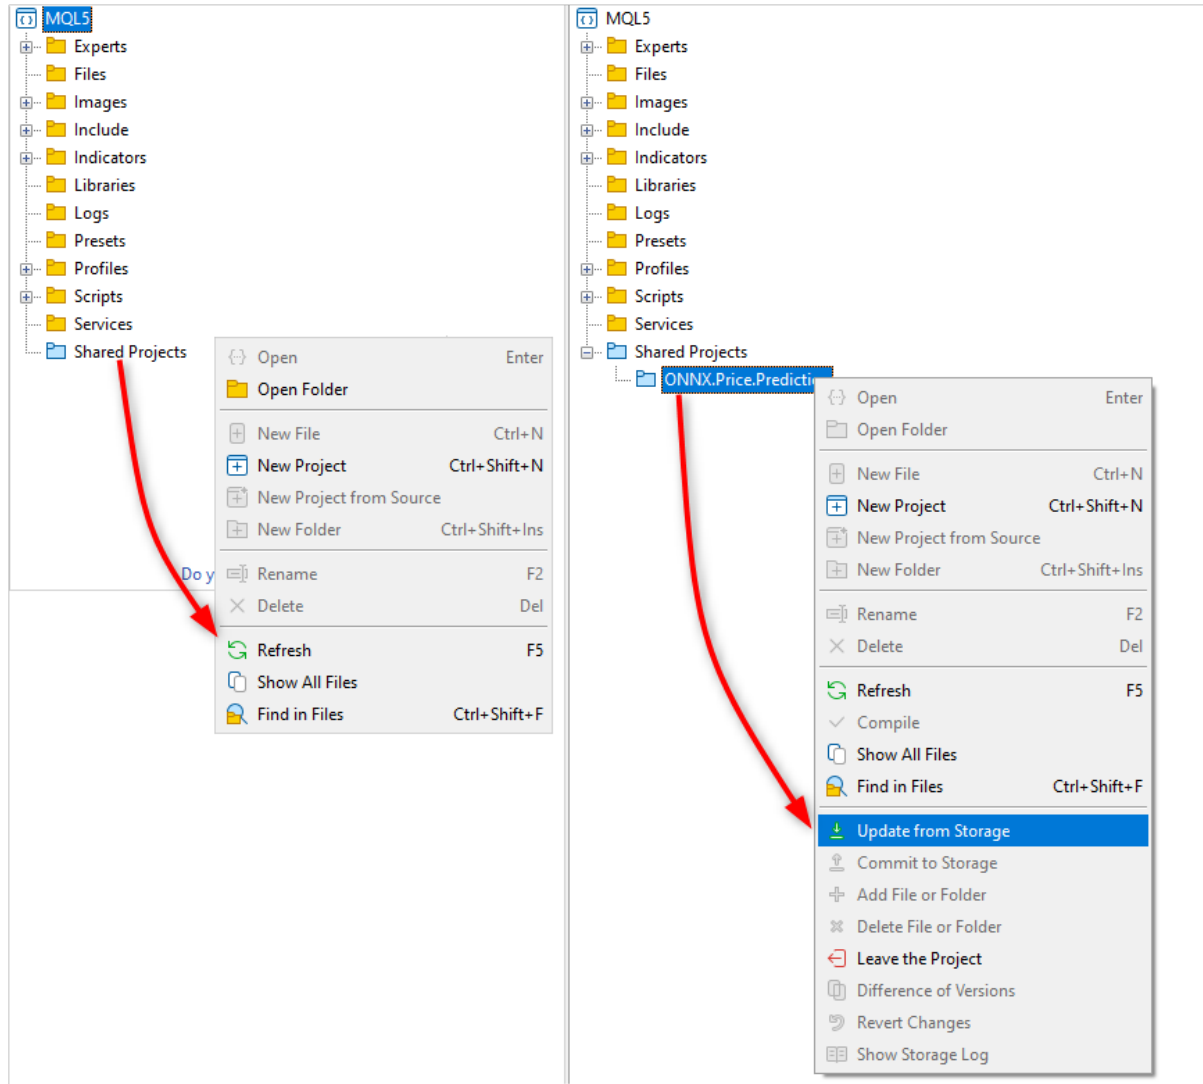 MQL5
Experts
Files
Images
Include
Indicators
Libraries
Logs
Presets
Profiles
Scripts
Services
Shared Projects
Open Enter
Open Folder
New File Ctrl+N
New Project Ctrl+Shift+N
New Project from Source
New Folder Ctrl+Shift+Ins
Do y
Rename F2
Delete Del
Refresh F5
Show All Files
Find in Files Ctrl+Shift+F
MQL5
Experts
Files
Images
Include
Indicators
Libraries
Logs
Presets
Profiles
Scripts
Services
Shared Projects
ONNX.Price.Predicti
Open Enter
Open Folder
New File Ctrl+N
New Project Ctrl+Shift+N
New Project from Source
New Folder Ctrl+Shift+Ins
Rename F2
Delete Del
Refresh F5
Compile
Show All Files
Find in Files Ctrl+Shift+F
Update from Storage
Commit to Storage
Add File or Folder
Delete File or Folder
Leave the Project
Difference of Versions
Revert Changes
Show Storage Log